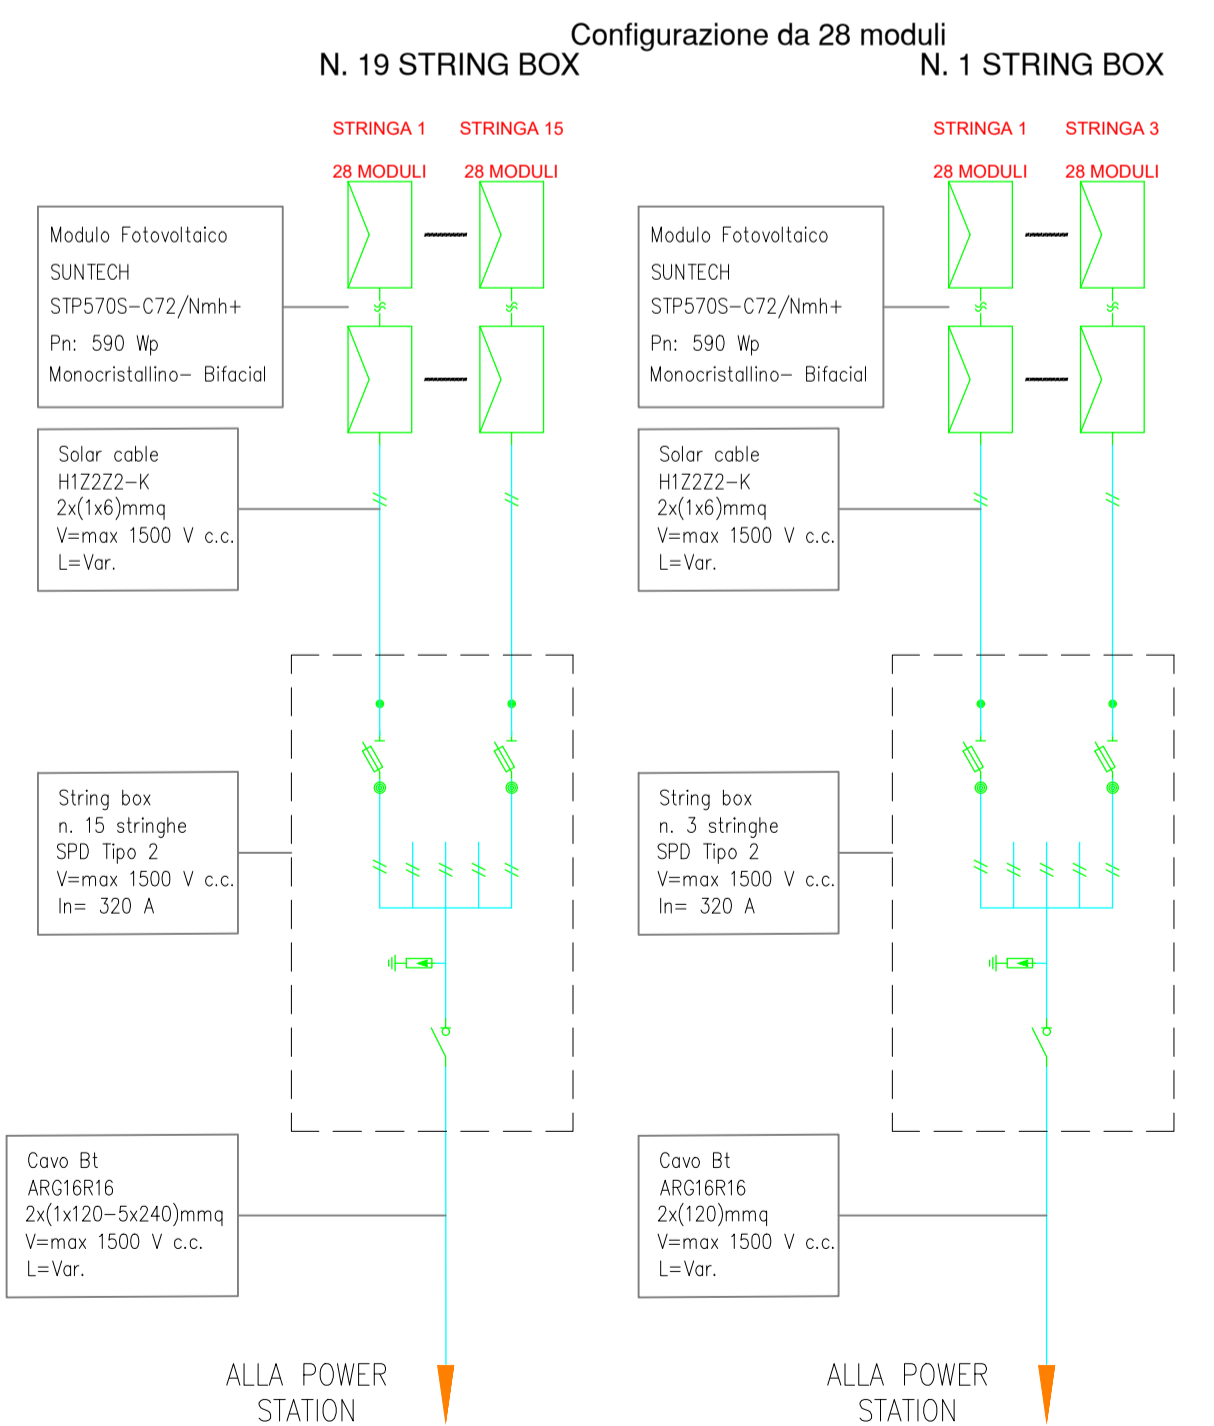 Configurazione da 28 moduli
N. 19 STRING BOX
STRINGA 1
STRINGA 15
28 MODULI
28 MODULI
Modulo Fotovoltaico
SUNTECH
STP570S-C72/Nmh+
Pn: 590 Wp
Monocristallino- Bifacial
Solar cable
H1Z2Z2-K
2x(1x6)mmq
V=max 1500 V c.c.
L=Var.
String box
n. 15 stringhe
SPD Tipo 2
V=max 1500 V c.c.
In= 320 A
Cavo Bt
ARG16R16
2x(1x120-5x240)mmq
V=max 1500 V c.c.
L=Var.
ALLA POWER
STATION
N. 1 STRING BOX
STRINGA 1
STRINGA 3
28 MODULI
28 MODULI
Modulo Fotovoltaico
SUNTECH
STP570S-C72/Nmh+
Pn: 590 Wp
Monocristallino- Bifacial
Solar cable
H1Z2Z2-K
2x(1x6)mmq
V=max 1500 V c.c.
L=Var.
String box
n. 3 stringhe
SPD Tipo 2
V=max 1500 V c.c.
In= 320 A
Cavo Bt
ARG16R16
2x(120)mmq
V=max 1500 V c.c.
L=Var.
ALLA POWER
STATION